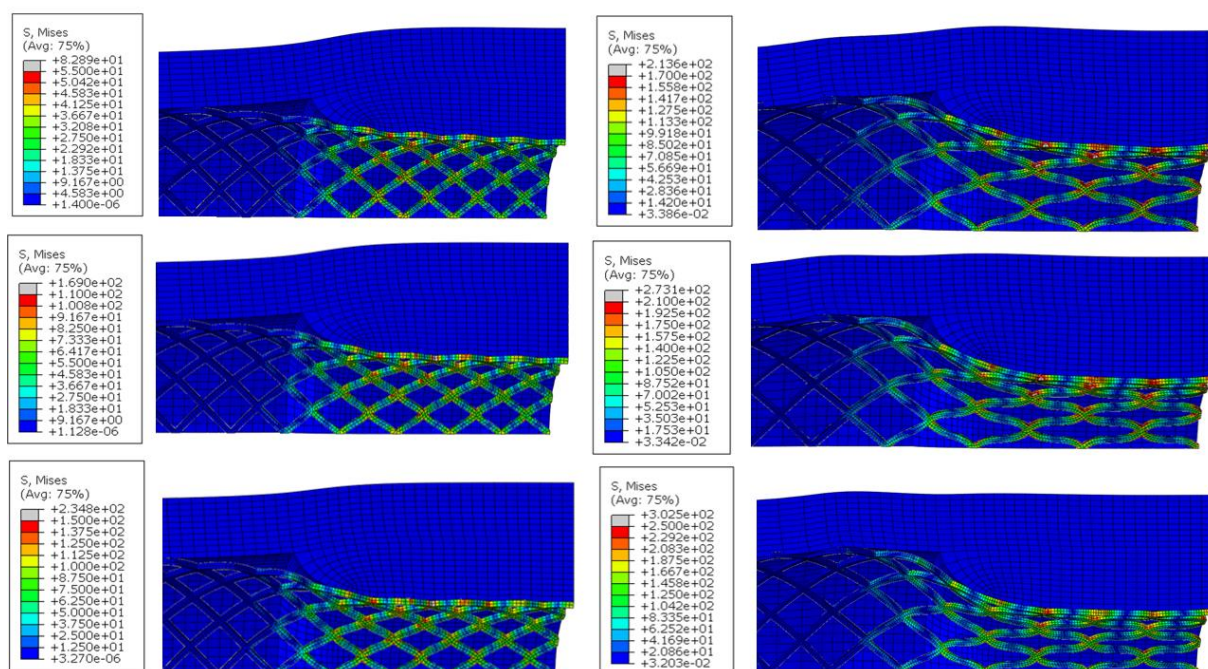 S, Mises
(Avg: 75%)
+8.289e+01
+5.500e+01
+5.042e+01
+4.583e+01
+4.125e+01
+3.667e+01
+3.208e+01
+2.750e+01
+2.292e+01
+1.833e+01
+1.375e+01
+9.167e+00
+4.583e+00
+1.400e-06
S, Mises
(Avg: 75%)
+2.136e+02
+1.700e+02
+1.558e+02
+1.417e+02
+1.275e+02
+1.133e+02
+9.918e+01
+8.502e+01
+7.085e+01
+5.669e+01
+4.253e+01
+2.836e+01
+1.420e+01
+3.386e-02
S, Mises
(Avg: 75%)
+1.690e+02
+1.100e+02
+1.008e+02
+9.167e+01
+8.250e+01
+7.333e+01
+6.417e+01
+5.500e+01
+4.583e+01
+3.667e+01
+2.750e+01
+1.833e+01
+9.167e+00
+1.128e-06
S, Mises
(Avg: 75%)
+2.731e+02
+2.100e+02
+1.925e+02
+1.750e+02
+1.575e+02
+1.400e+02
+1.225e+02
+1.050e+02
+8.752e+01
+7.002e+01
+5.253e+01
+3.503e+01
+1.753e+01
+3.342e-02
S, Mises
(Avg: 75%)
+2.348e+02
+1.500e+02
+1.375e+02
+1.250e+02
+1.125e+02
+1.000e+02
+8.750e+01
+7.500e+01
+6.250e+01
+5.000e+01
+3.750e+01
+2.500e+01
+1.250e+01
+3.270e-06
S, Mises
(Avg: 75%)
+3.025e+02
+2.500e+02
+2.292e+02
+2.083e+02
+1.875e+02
+1.667e+02
+1.458e+02
+1.250e+02
+1.042e+02
+8.335e+01
+6.252e+01
+4.169e+01
+2.086e+01
+3.203e-02